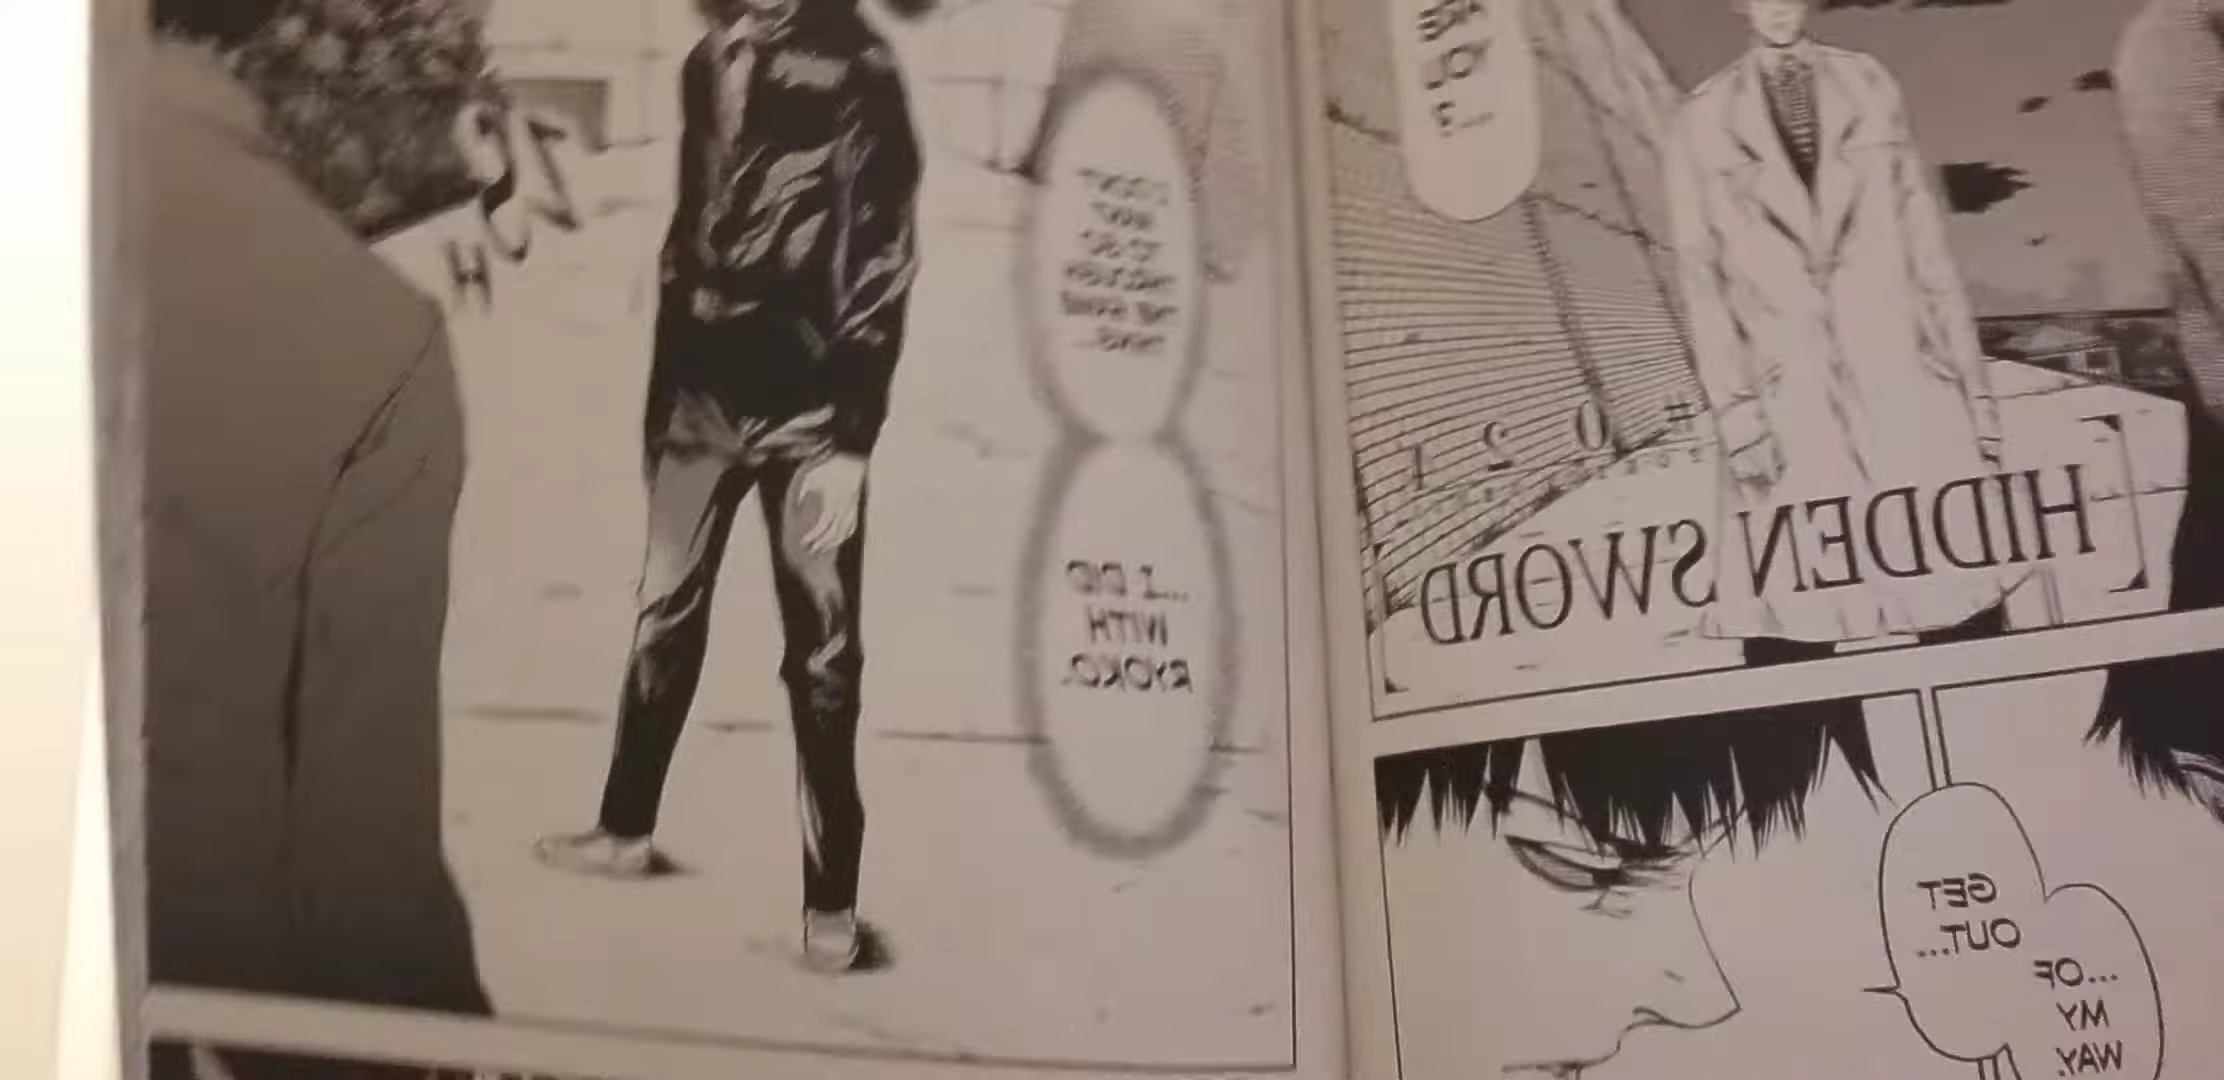 I DON'T
WANT
TO GO
THROUGH
THE SAME
THING...
...I DID
WITH
RYOKO.
ARE
YOU
...?
#021
[HIDDEN SWORD]
GET
OUT...
...OF
MY
WAY.